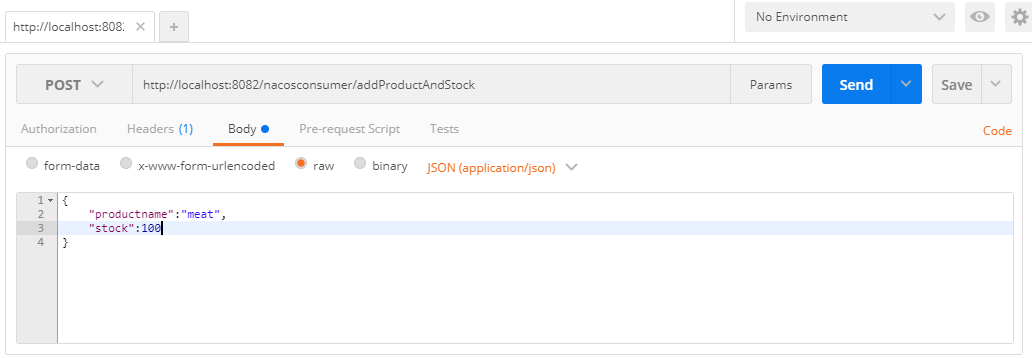 http://localhost:808
No Environment
POST http://localhost:8082/nacosconsumer/addProductAndStock Params Send Save
Authorization Headers (1) Body Pre-request Script Tests Code
form-data x-www-form-urlencoded raw binary JSON (application/json)
1 {
2 "productname":"meat",
3 "stock":100
4 }